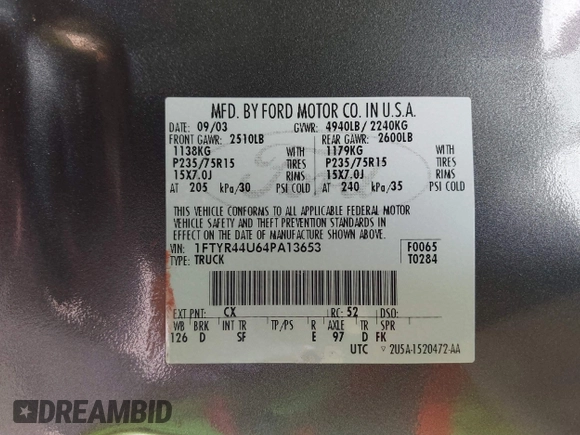 MFD. BY FORD MOTOR CO. IN U.S.A.
DATE: 09/03 GVWR: 4940LB/ 2240KG
FRONT GAWR: 2510LB REAR GAWR: 2600LB
1138KG WITH 1179KG WITH
P235/75R15 TIRES P235/75R15 TIRES
15X7.0J RIMS 15X7.0J RIMS
AT 205 kPa/30 PSI COLD AT 240 kPa/35 PSI COLD
THIS VEHICLE CONFORMS TO ALL APPLICABLE FEDERAL MOTOR
VEHICLE SAFETY AND THEFT PREVENTION STANDARDS IN
EFFECT ON THE DATE OF MANUFACTURE SHOWN ABOVE.
VIN: 1FTYR44U64PA13653 F0065
TYPE: TRUCK T0284
EXT PNT: CX RC: 52 DSO:
WB BRK INT TR TP/PS R AXLE TR SPR
126 D SF E 97 D FK
UTC ▽ 2U5A-1520472-AA
Ford
DREAMBID